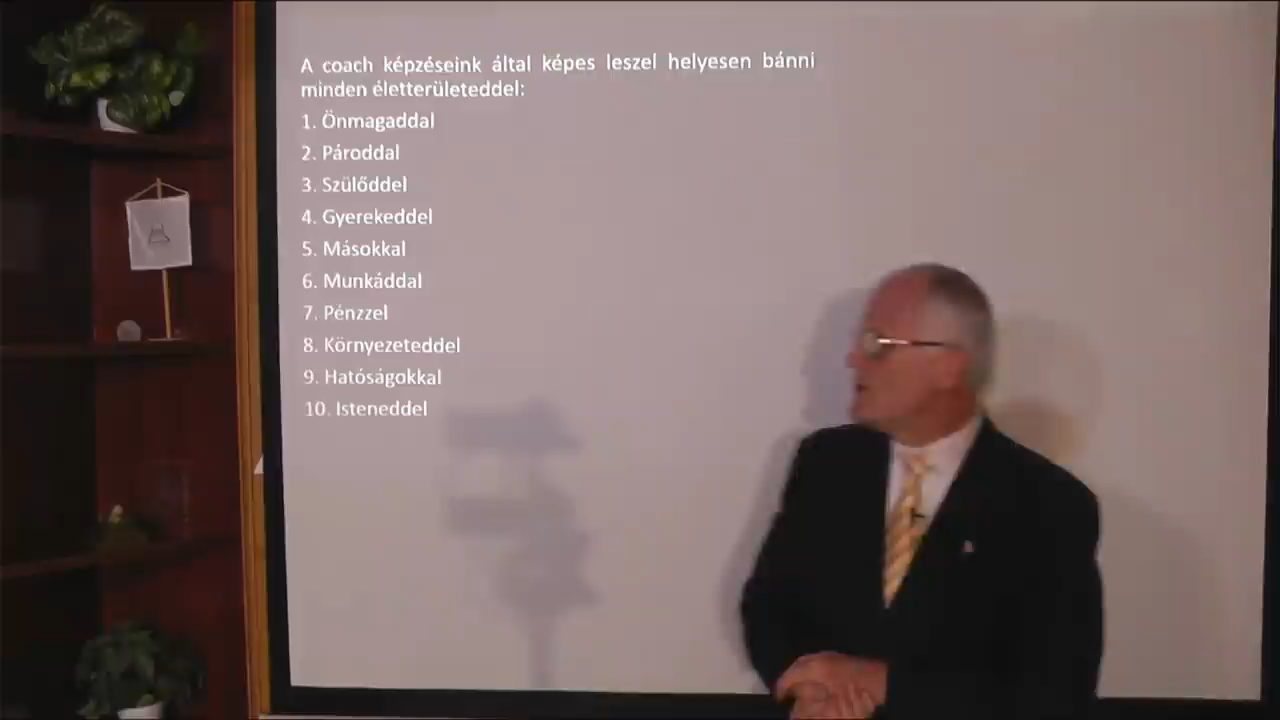 A coach képzéseink által képes leszel helyesen bánni
minden életterületeddel:
1. Önmagaddal
2. Pároddal
3. Szülőddel
4. Gyerekeddel
5. Másokkal
6. Munkáddal
7. Pénzzel
8. Környezeteddel
9. Hatóságokkal
10. Isteneddel